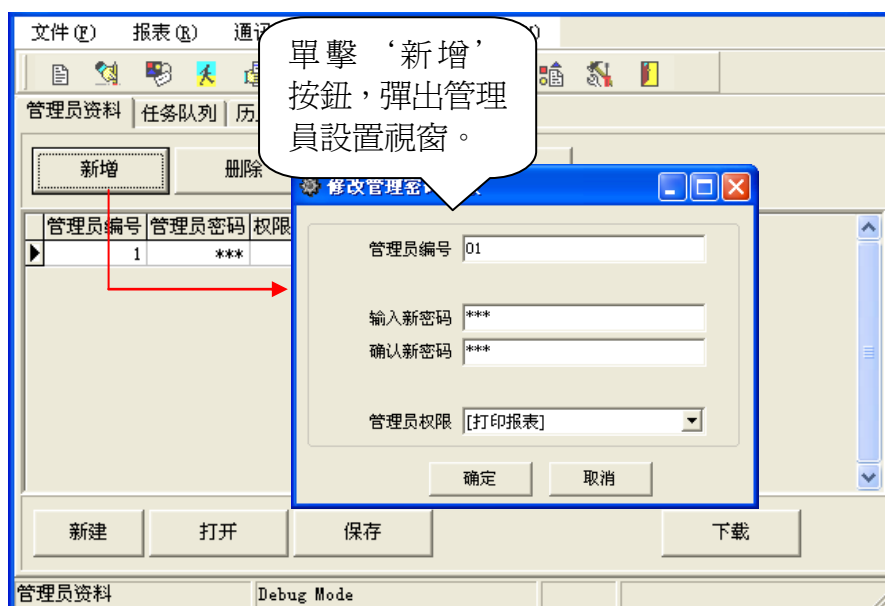 文件(F) 报表(R) 通
單擊‘新增’
按鈕，彈出管理
員設置視窗。
管理员资料 任务队列 历
新增 删除
修改管理密
管理员编号 管理员密码 权限
1 ***
管理员编号 01
输入新密码 ***
确认新密码 ***
管理员权限 [打印报表]
确定 取消
新建 打开 保存 下载
管理员资料 Debug Mode